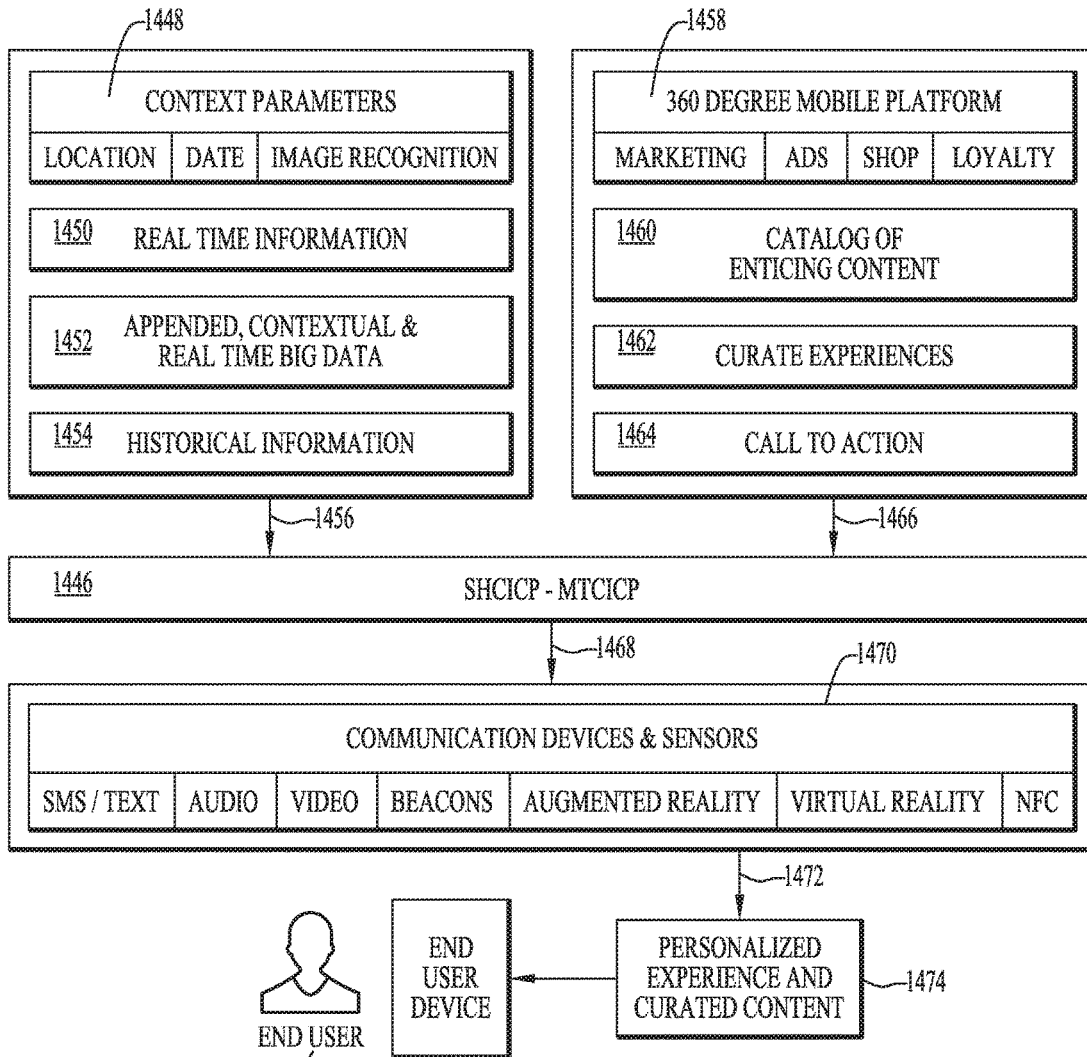 1448
CONTEXT PARAMETERS
LOCATION DATE IMAGE RECOGNITION
1450 REAL TIME INFORMATION
1452 APPENDED, CONTEXTUAL &
REAL TIME BIG DATA
1454 HISTORICAL INFORMATION
1458
360 DEGREE MOBILE PLATFORM
MARKETING ADS SHOP LOYALTY
1460 CATALOG OF
ENTICING CONTENT
1462 CURATE EXPERIENCES
1464 CALL TO ACTION
1456
1466
1446 SHCICP - MTCICP
1468
1470
COMMUNICATION DEVICES & SENSORS
SMS / TEXT AUDIO VIDEO BEACONS AUGMENTED REALITY VIRTUAL REALITY NFC
1472
END USER
END
USER
DEVICE
PERSONALIZED
EXPERIENCE AND
CURATED CONTENT
1474